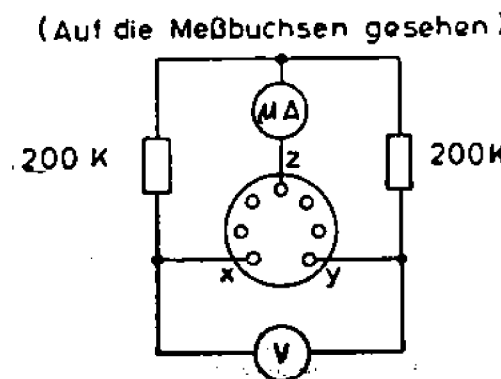 (Auf die Meßbuchsen gesehen)
μA
z
200 K
200K
x
y
V